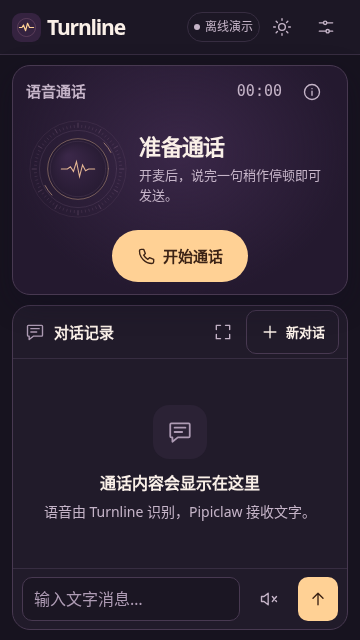 Turnline
离线演示
语音通话
00:00
准备通话
开麦后，说完一句稍作停顿即可
发送。
开始通话
对话记录
新对话
通话内容会显示在这里
语音由 Turnline 识别，Pipiclaw 接收文字。
输入文字消息...